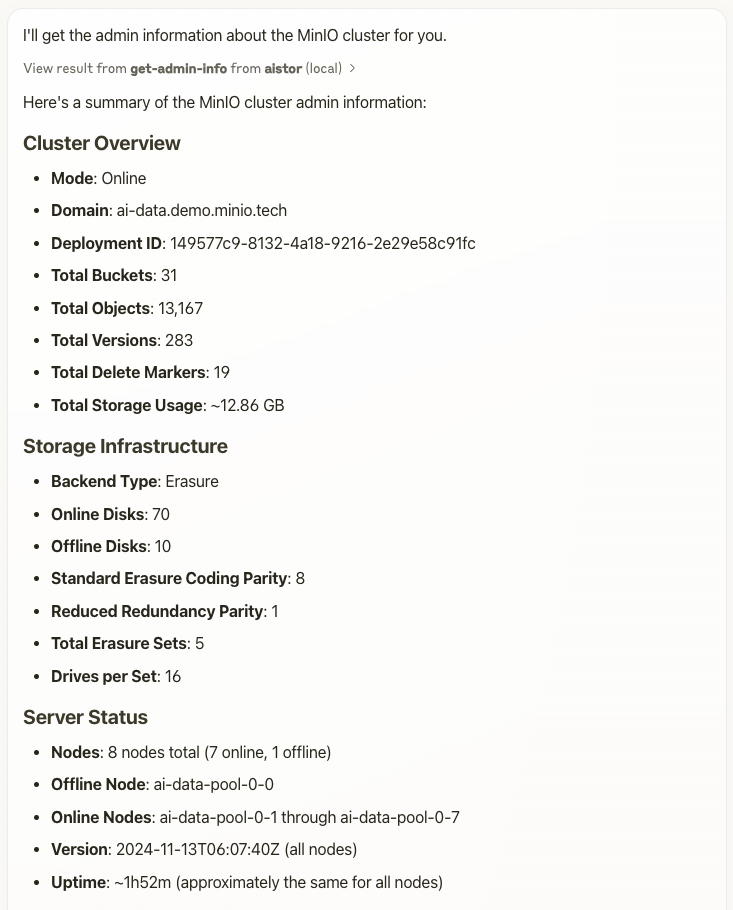 I'll get the admin information about the MinIO cluster for you.
View result from get-admin-info from aistor (local) >
Here's a summary of the MinIO cluster admin information:
Cluster Overview
• Mode: Online
• Domain: ai-data.demo.minio.tech
• Deployment ID: 149577c9-8132-4a18-9216-2e29e58c91fc
• Total Buckets: 31
• Total Objects: 13,167
• Total Versions: 283
• Total Delete Markers: 19
• Total Storage Usage: ~12.86 GB
Storage Infrastructure
• Backend Type: Erasure
• Online Disks: 70
• Offline Disks: 10
• Standard Erasure Coding Parity: 8
• Reduced Redundancy Parity: 1
• Total Erasure Sets: 5
• Drives per Set: 16
Server Status
• Nodes: 8 nodes total (7 online, 1 offline)
• Offline Node: ai-data-pool-0-0
• Online Nodes: ai-data-pool-0-1 through ai-data-pool-0-7
• Version: 2024-11-13T06:07:40Z (all nodes)
• Uptime: ~1h52m (approximately the same for all nodes)